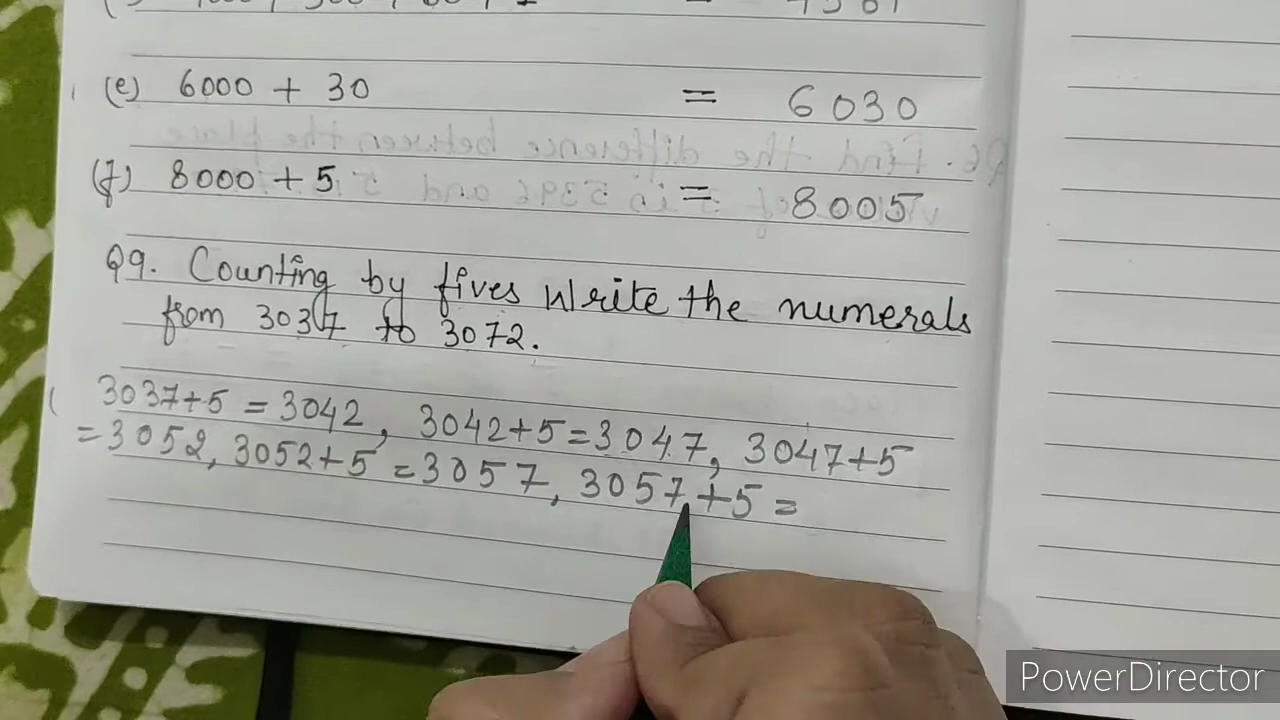 = 4561
(e) 6000 + 30 = 6030
(f) 8000 + 5 = 8005
Q9. Counting by fives Write the numerals
from 3037 to 3072.
3037+5 = 3042, 3042+5=3047, 3047+5
=3052, 3052+5 =3057, 3057+5 =
PowerDirector